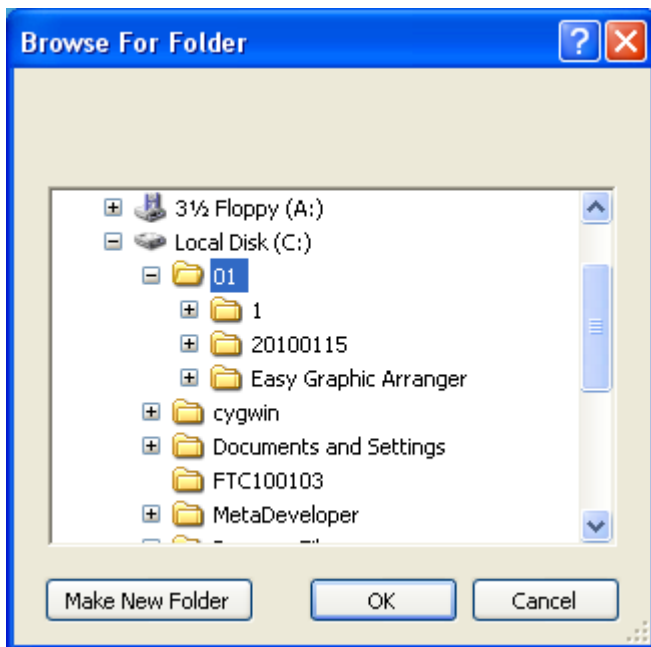 Browse For Folder
3½ Floppy (A:)
Local Disk (C:)
01
1
20100115
Easy Graphic Arranger
cygwin
Documents and Settings
FTC100103
MetaDeveloper
Make New Folder
OK
Cancel